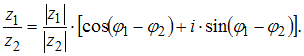 z₁/z₂ = |z₁|/|z₂| · [cos(φ₁ − φ₂) + i · sin(φ₁ − φ₂)].